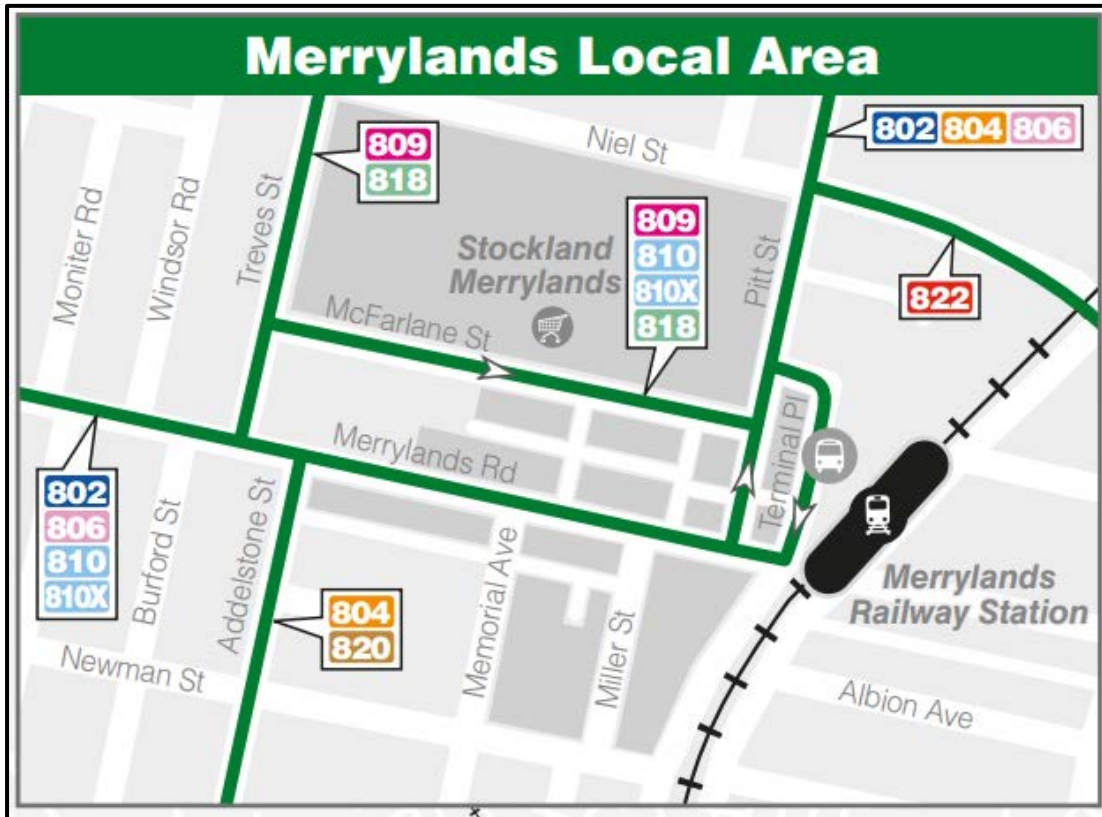 Merrylands Local Area
802 804 806
Niel St
809
818
809
810
810X
818
Moniter Rd
Windsor Rd
Treves St
Stockland
Merrylands
Pitt St
822
McFarlane St
Merrylands Rd
Terminal Pl
802
806
810
810X
Burford St
Addelstone St
804
820
Memorial Ave
Miller St
Merrylands
Railway Station
Newman St
Albion Ave